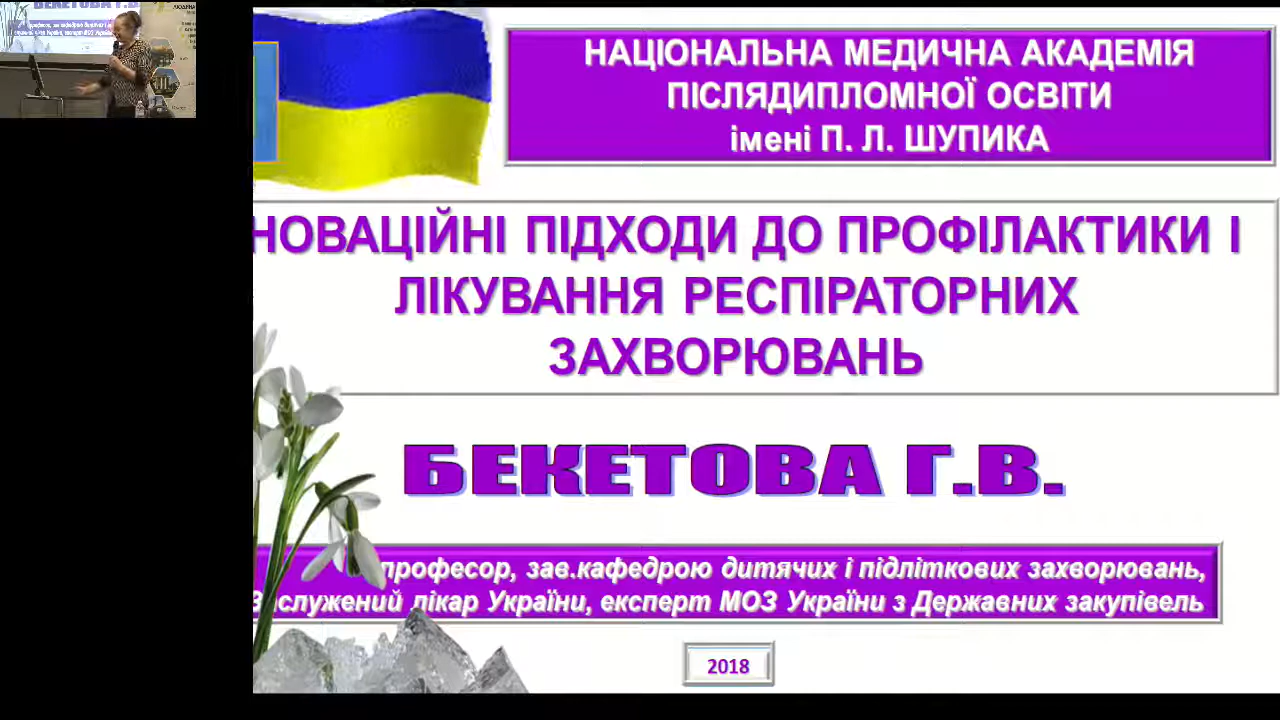 НАЦІОНАЛЬНА МЕДИЧНА АКАДЕМІЯ
ПІСЛЯДИПЛОМНОЇ ОСВІТИ
імені П. Л. ШУПИКА
НОВАЦІЙНІ ПІДХОДИ ДО ПРОФІЛАКТИКИ І
ЛІКУВАННЯ РЕСПІРАТОРНИХ
ЗАХВОРЮВАНЬ
БЕКЕТОВА Г.В.
професор, зав.кафедрою дитячих і підліткових захворювань,
Заслужений лікар України, експерт МОЗ України з Державних закупівель
2018